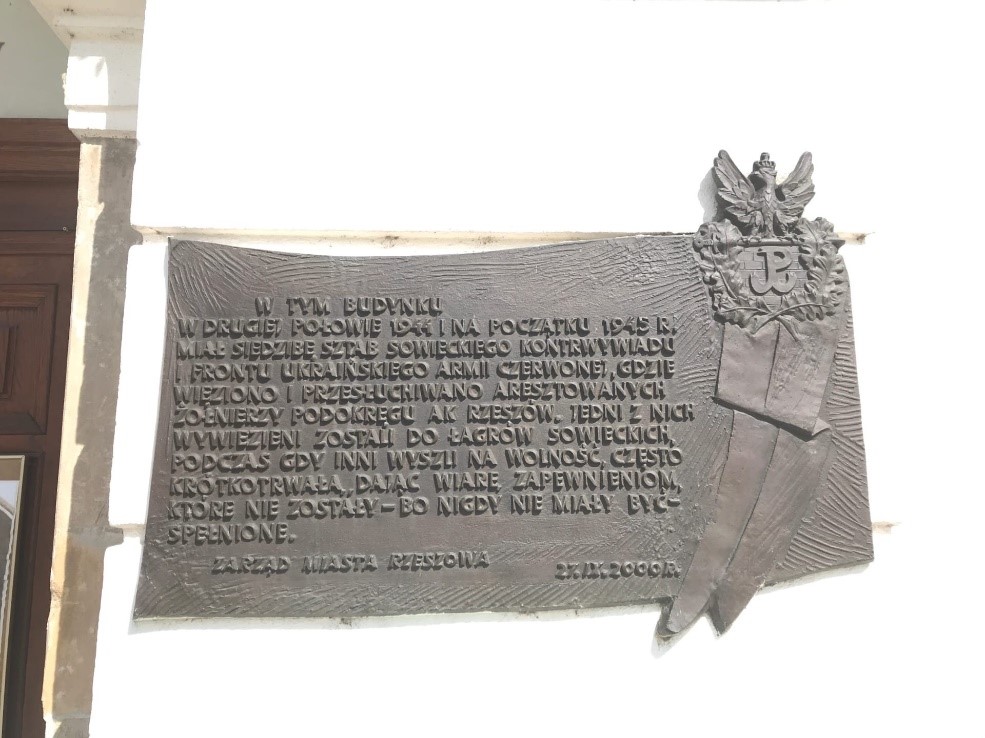 W TYM BUDYNKU
W DRUGIEJ POŁOWIE 1944 I NA POCZĄTKU 1945 R.
MIAŁ SIEDZIBĘ SZTAB SOWIECKIEGO KONTRWYWIADU
I FRONTU UKRAIŃSKIEGO ARMII CZERWONEJ, GDZIE
WIĘZIONO I PRZESŁUCHIWANO ARESZTOWANYCH
ŻOŁNIERZY PODOKRĘGU AK RZESZÓW. JEDNI Z NICH
WYWIEZIENI ZOSTALI DO ŁAGRÓW SOWIECKICH,
PODCZAS GDY INNI WYSZLI NA WOLNOŚĆ, CZĘSTO
KRÓTKOTRWAŁĄ, DAJĄC WIARĘ ZAPEWNIENIOM,
KTÓRE NIE ZOSTAŁY – BO NIGDY NIE MIAŁY BYĆ –
SPEŁNIONE.
ZARZĄD MIASTA RZESZOWA 27.IX.2000 R.
PW